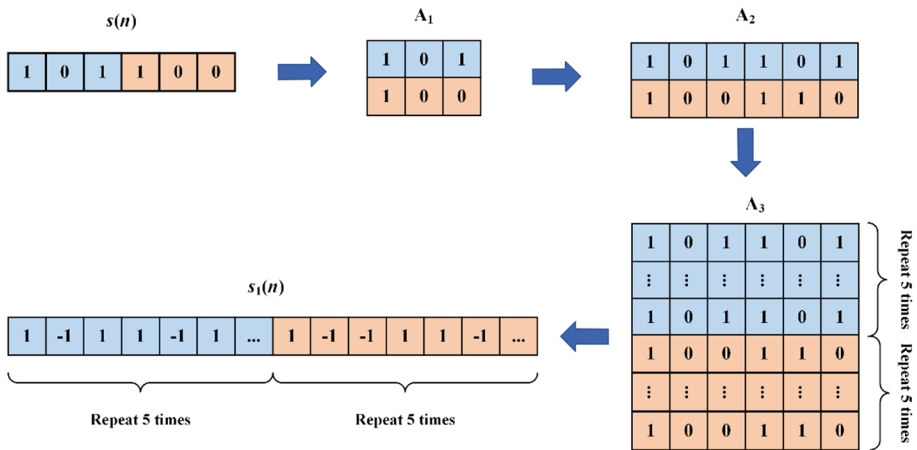 s(n)
1 0 1 1 0 0
A1
1 0 1
1 0 0
A2
1 0 1 1 0 1
1 0 0 1 1 0
A3
1 0 1 1 0 1
⋮ ⋮ ⋮ ⋮ ⋮ ⋮
1 0 1 1 0 1
1 0 0 1 1 0
⋮ ⋮ ⋮ ⋮ ⋮ ⋮
1 0 0 1 1 0
Repeat 5 times
Repeat 5 times
s1(n)
1 -1 1 1 -1 1 ... 1 -1 -1 1 1 -1 ...
Repeat 5 times
Repeat 5 times